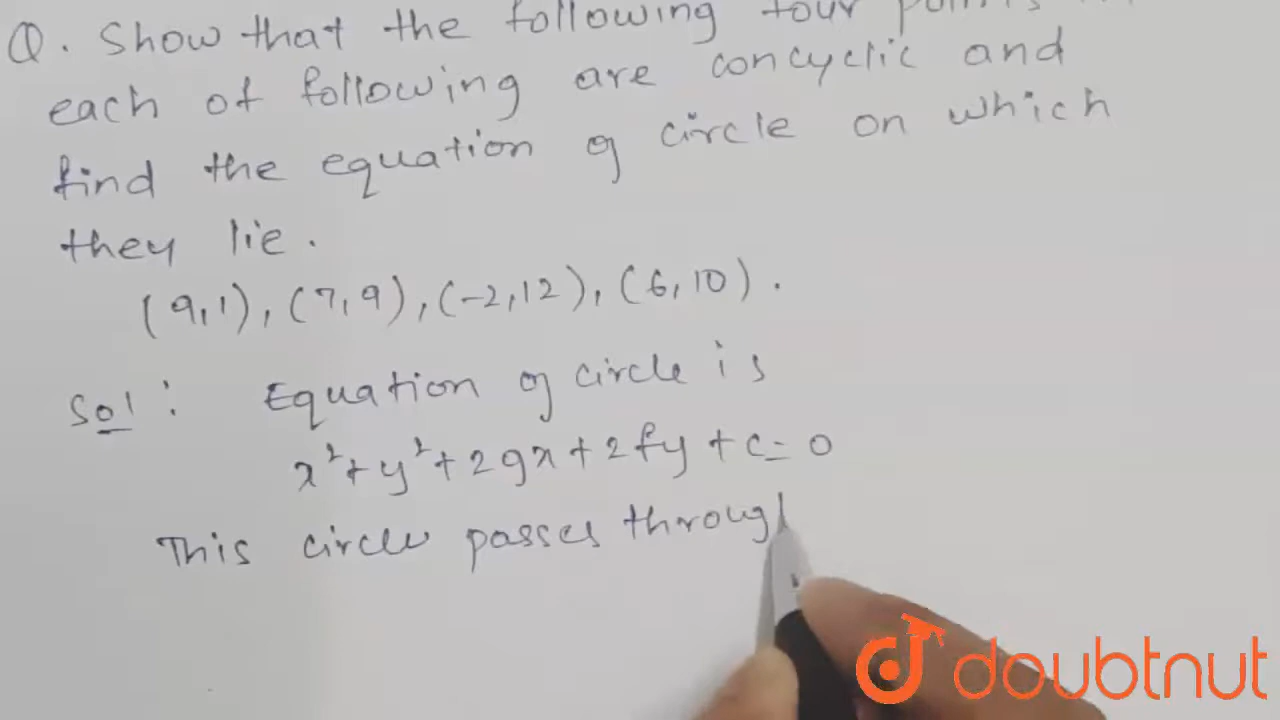 Q. Show that the following four points
each of following are concyclic and
find the equation of circle on which
they lie.
(9,1), (7,9), (-2,12), (6,10).
Sol: Equation of circle is
x²+y²+2gx+2fy+c=0
This circle passes through
doubtnut